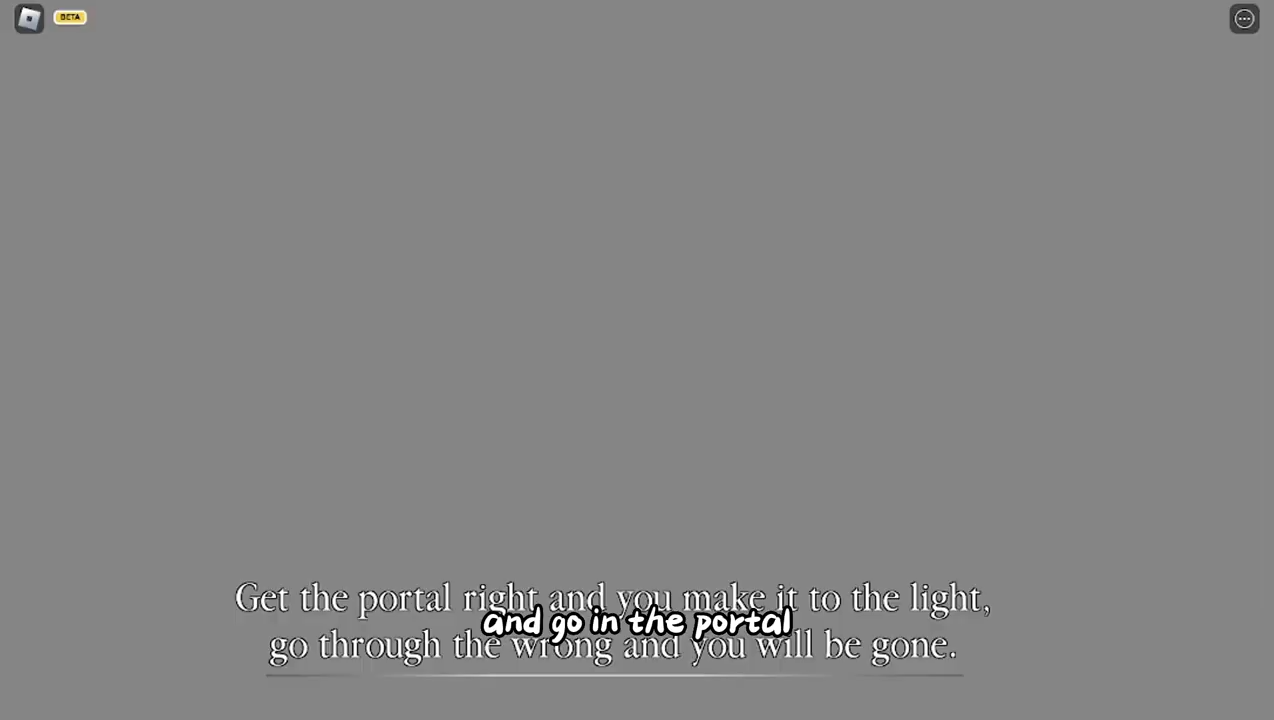 BETA
Get the portal right and you make it to the light,
and go in the portal
go through the wrong and you will be gone.